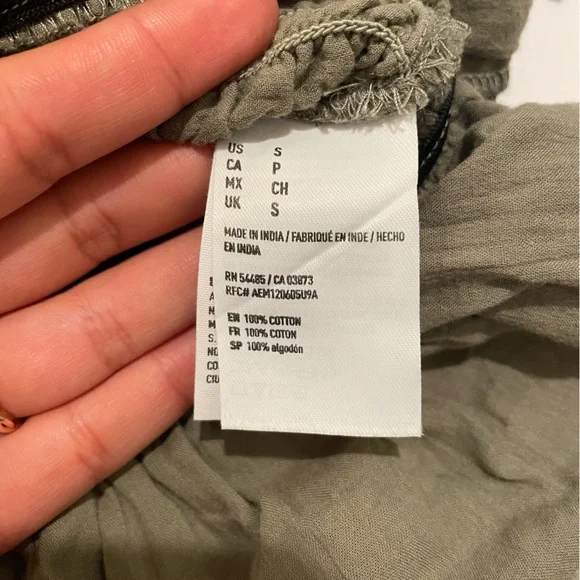 US S
CA P
MX CH
UK S
MADE IN INDIA / FABRIQUÉ EN INDE / HECHO
EN INDIA
RN 54485 / CA 03873
RFC# AEM120605U9A
EN 100% COTTON
FR 100% COTTON
SP 100% algodón